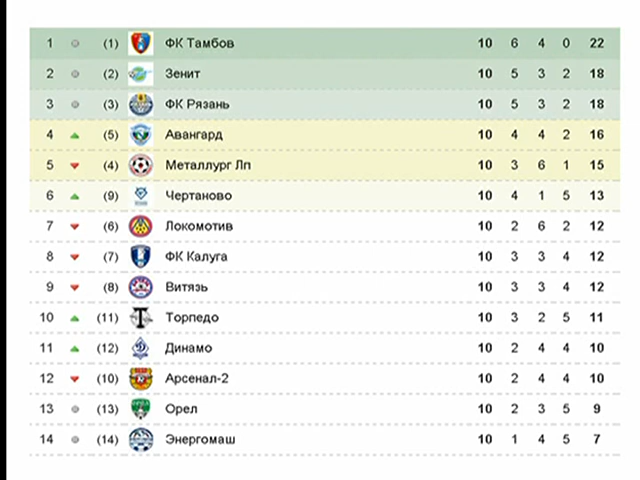 1 (1) ФК Тамбов 10 6 4 0 22
2 (2) Зенит 10 5 3 2 18
3 (3) ФК Рязань 10 5 3 2 18
4 (5) Авангард 10 4 4 2 16
5 (4) Металлург Лп 10 3 6 1 15
6 (9) Чертаново 10 4 1 5 13
7 (6) Локомотив 10 2 6 2 12
8 (7) ФК Калуга 10 3 3 4 12
9 (8) Витязь 10 3 3 4 12
10 (11) Торпедо 10 3 2 5 11
11 (12) Динамо 10 2 4 4 10
12 (10) Арсенал-2 10 2 4 4 10
13 (13) Орел 10 2 3 5 9
14 (14) Энергомаш 10 1 4 5 7